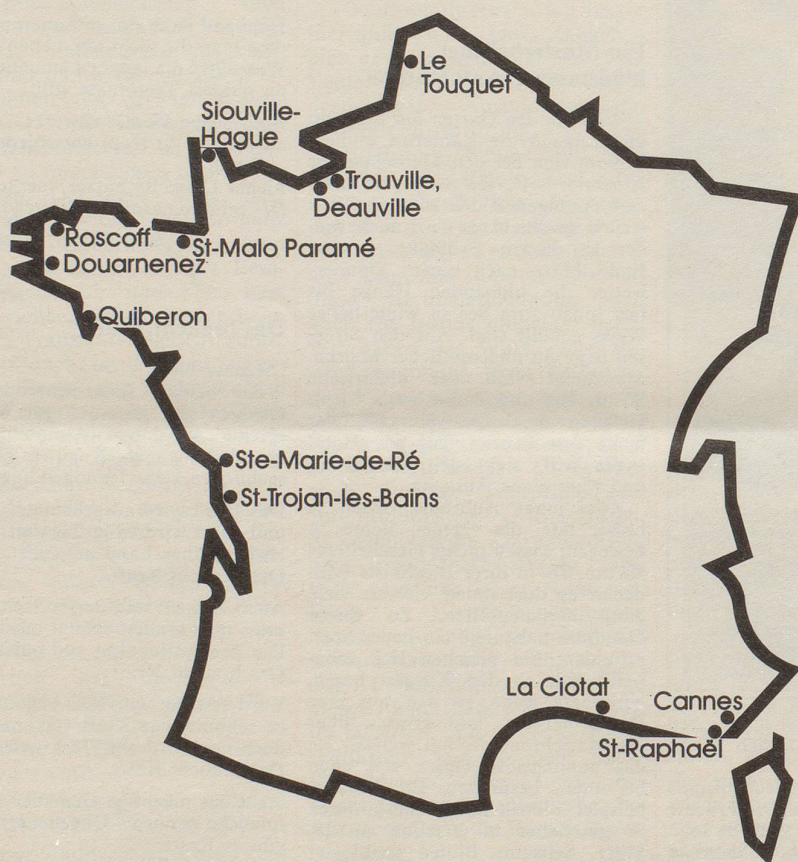 Le
Touquet
Siouville-
Hague
Trouville,
Deauville
Roscoff
St-Malo Paramé
Douarnenez
Quiberon
Ste-Marie-de-Ré
St-Trojan-les-Bains
La Ciotat
Cannes
St-Raphaël